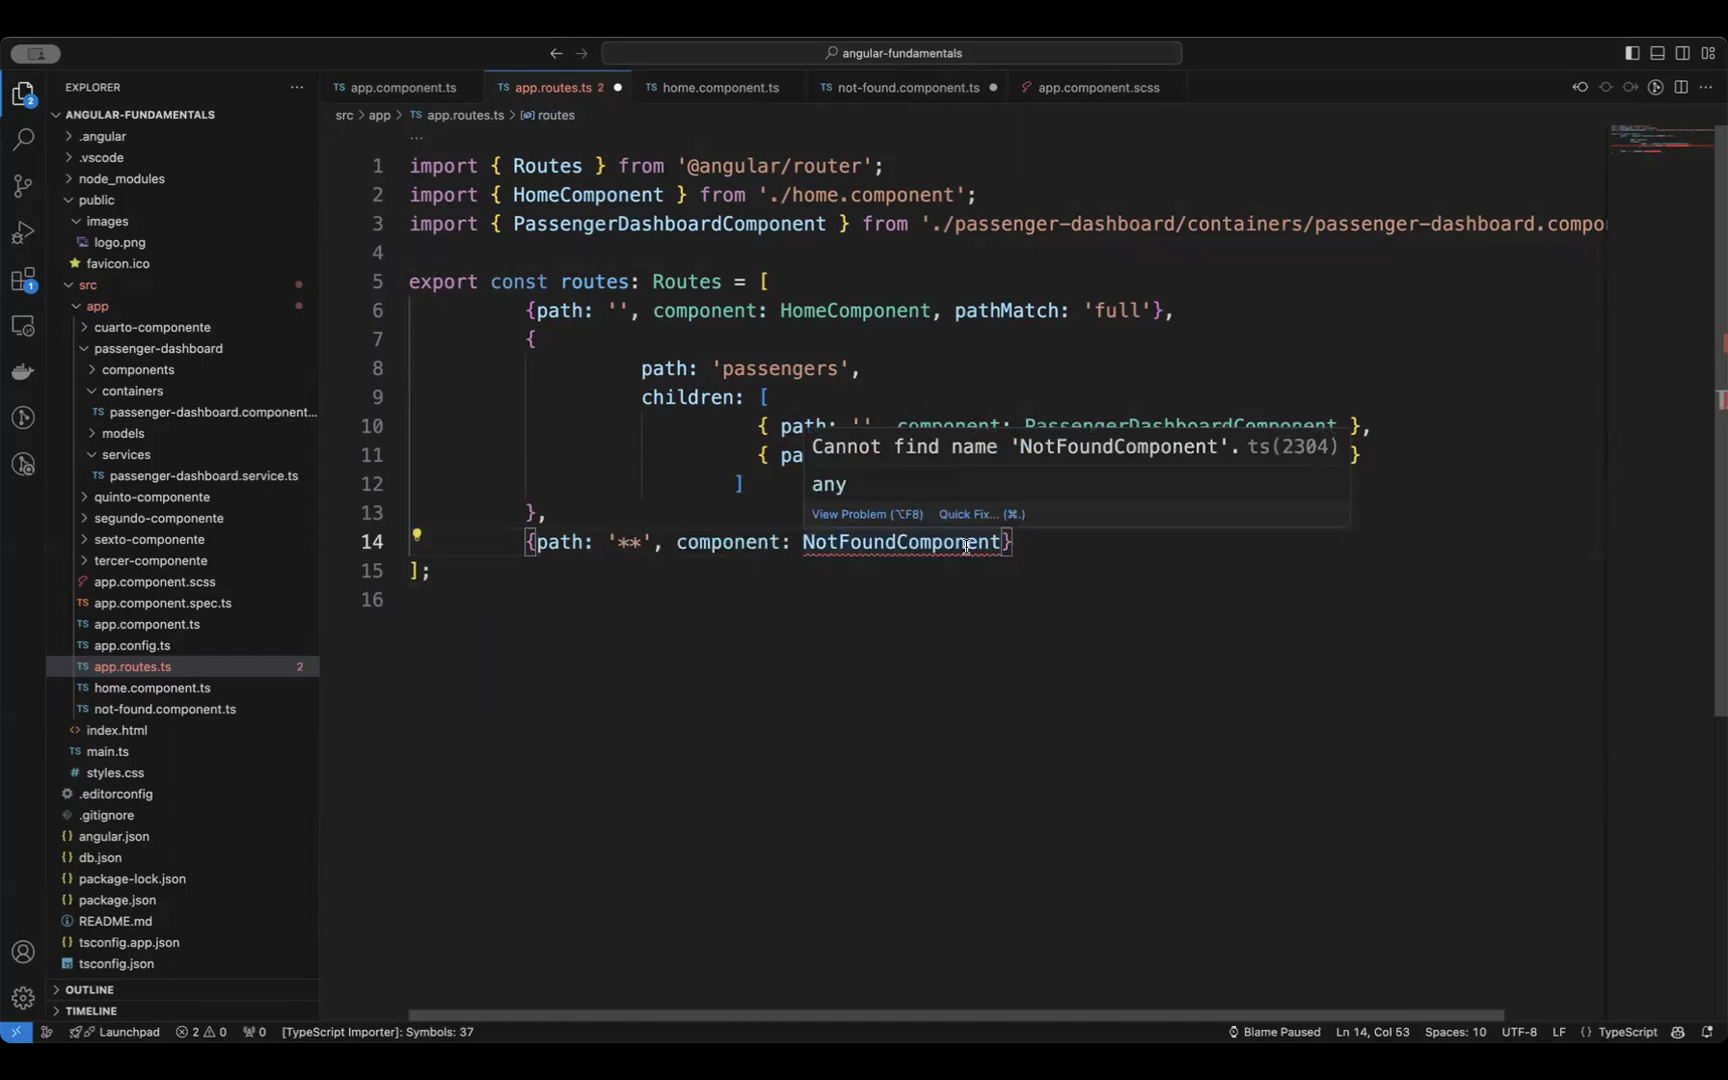 angular-fundamentals
EXPLORER
app.component.ts
app.routes.ts 2
home.component.ts
not-found.component.ts
app.component.scss
ANGULAR-FUNDAMENTALS
src > app > TS app.routes.ts > routes
.angular
.vscode
node_modules
public
images
logo.png
favicon.ico
src
app
cuarto-componente
passenger-dashboard
components
containers
passenger-dashboard.component...
models
services
passenger-dashboard.service.ts
quinto-componente
segundo-componente
sexto-componente
tercer-componente
app.component.scss
app.component.spec.ts
app.component.ts
app.config.ts
app.routes.ts 2
home.component.ts
not-found.component.ts
index.html
main.ts
styles.css
.editorconfig
.gitignore
angular.json
db.json
package-lock.json
package.json
README.md
tsconfig.app.json
tsconfig.json
OUTLINE
TIMELINE
1 import { Routes } from '@angular/router';
2 import { HomeComponent } from './home.component';
3 import { PassengerDashboardComponent } from './passenger-dashboard/containers/passenger-dashboard.compo
4
5 export const routes: Routes = [
6 {path: '', component: HomeComponent, pathMatch: 'full'},
7 {
8 path: 'passengers',
9 children: [
10 { path: '', component: PassengerDashboardComponent },
11 { pa }
12 ]
13 },
14 {path: '**', component: NotFoundComponent}
15 ];
16
Cannot find name 'NotFoundComponent'. ts(2304)
any
View Problem (⌥F8) Quick Fix... (⌘.)
Launchpad 2 0 0 [TypeScript Importer]: Symbols: 37 Blame Paused Ln 14, Col 53 Spaces: 10 UTF-8 LF {} TypeScript